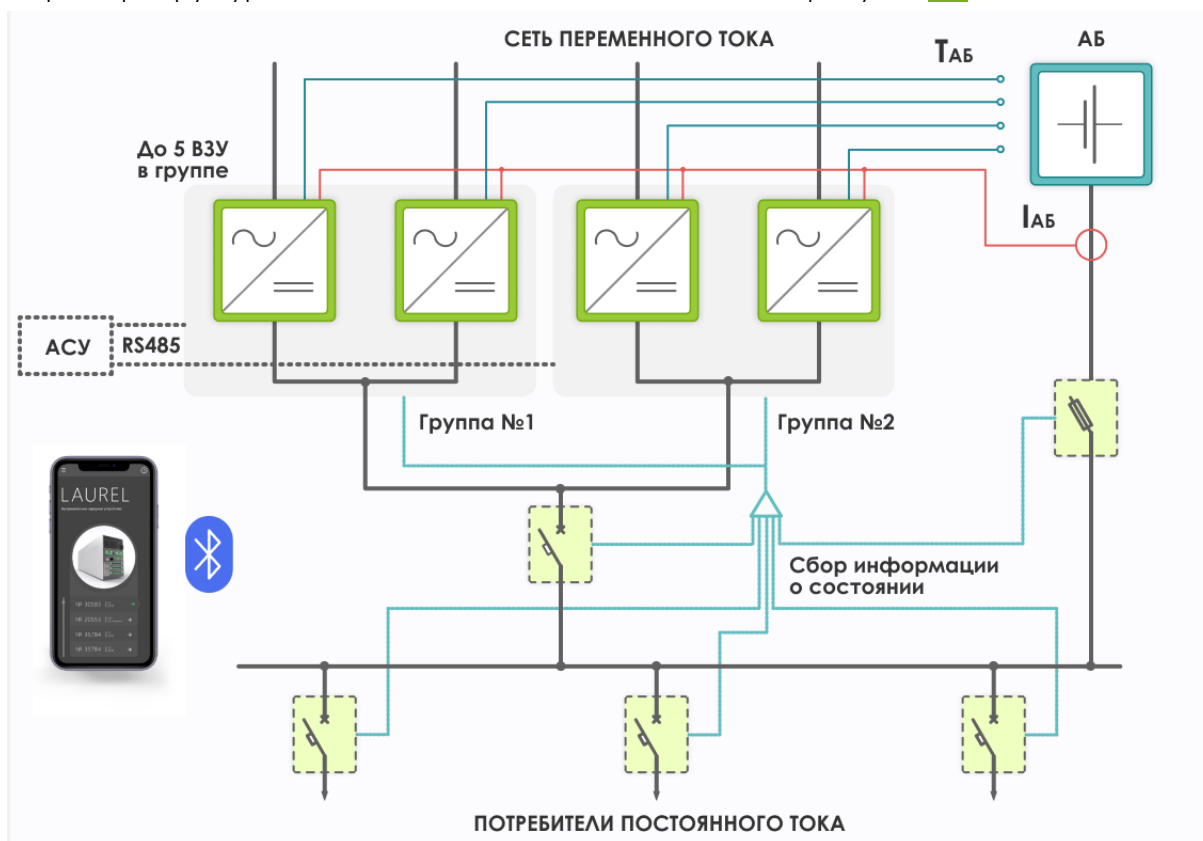 СЕТЬ ПЕРЕМЕННОГО ТОКА
TАБ
АБ
До 5 ВЗУ
в группе
IАБ
АСУ
RS485
Группа №1
Группа №2
LAUREL
Сбор информации
о состоянии
ПОТРЕБИТЕЛИ ПОСТОЯННОГО ТОКА